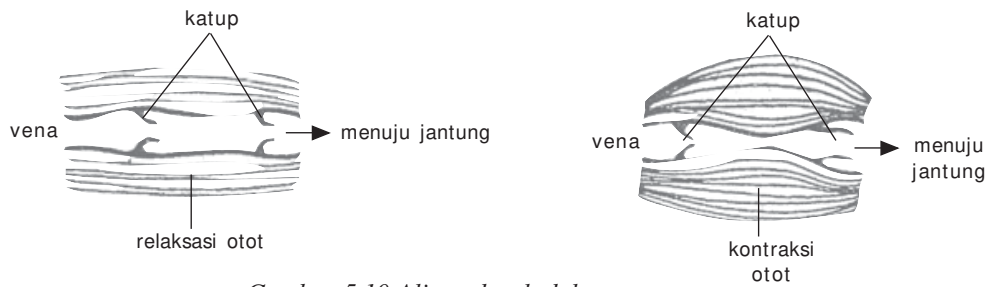 katup
vena
menuju jantung
relaksasi otot
katup
vena
menuju
jantung
kontraksi
otot